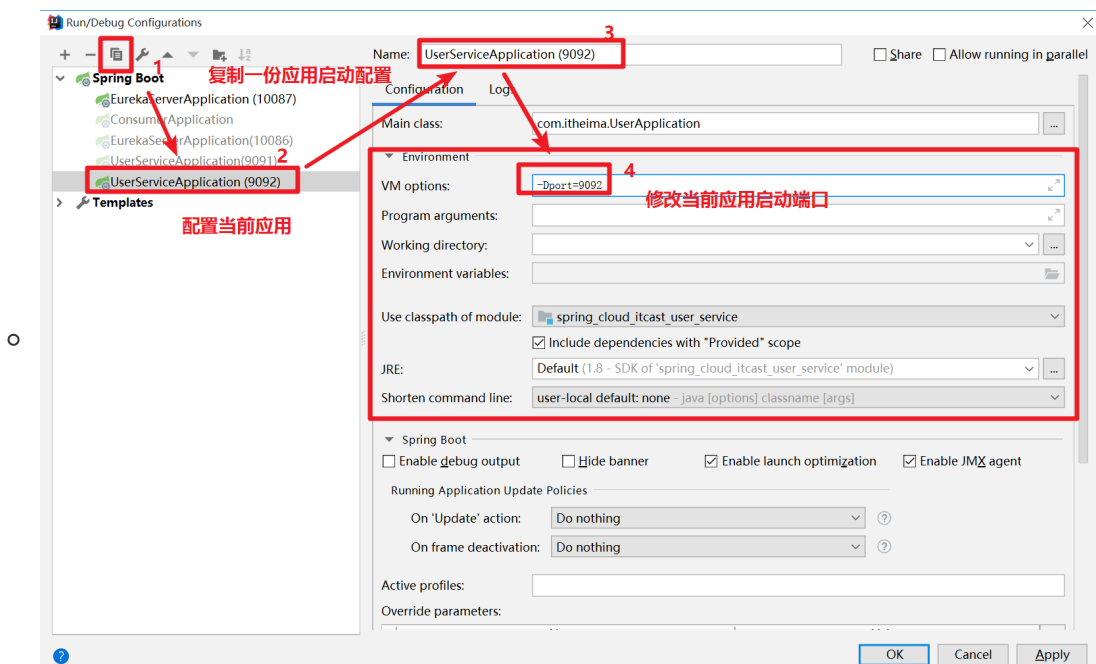 Run/Debug Configurations
3
Name: UserServiceApplication (9092)
Share
Allow running in parallel
1
复制一份应用启动配置
Spring Boot
EurekaServerApplication (10087)
ConsumerApplication
EurekaServerApplication(10086)
UserServiceApplication(9091)
2
UserServiceApplication (9092)
Templates
配置当前应用
Configuration
Main class: com.itheima.UserApplication
...
Environment
4
VM options: -Dport=9092
修改当前应用启动端口
Program arguments:
Working directory:
...
Environment variables:
Use classpath of module: spring_cloud_itcast_user_service
Include dependencies with "Provided" scope
JRE: Default (1.8 - SDK of 'spring_cloud_itcast_user_service' module)
...
Shorten command line: user-local default: none - java [options] classname [args]
Spring Boot
Enable debug output
Hide banner
Enable launch optimization
Enable JMX agent
Running Application Update Policies
On 'Update' action: Do nothing
?
On frame deactivation: Do nothing
?
Active profiles:
Override parameters:
?
OK
Cancel
Apply